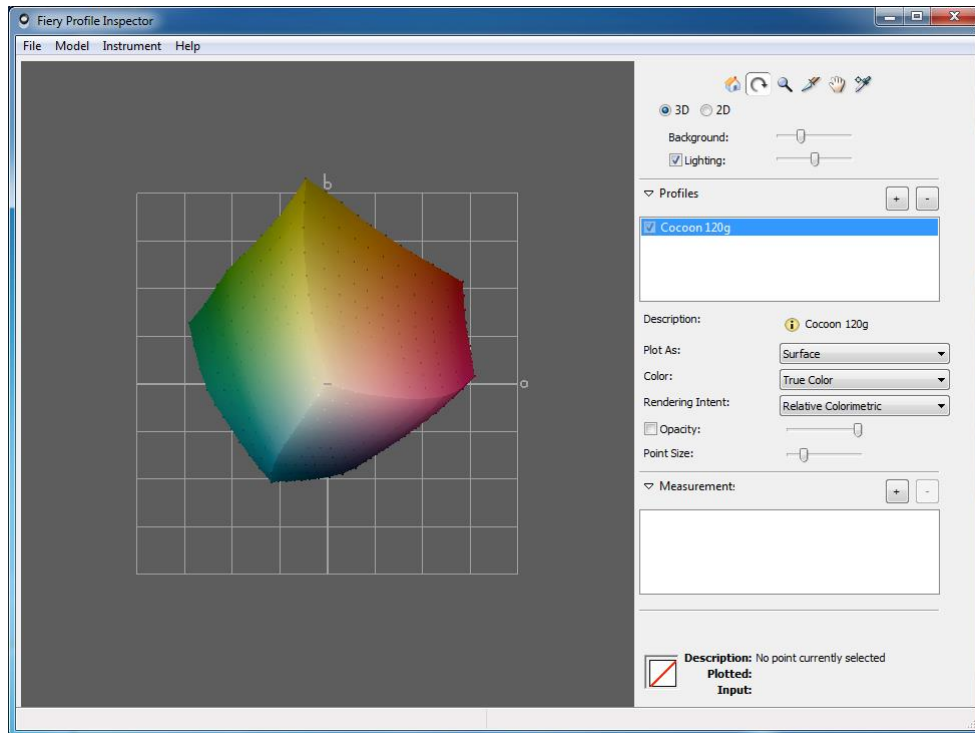 Fiery Profile Inspector
File Model Instrument Help
3D 2D
Background:
Lighting:
Profiles
+ -
Cocoon 120g
Description: Cocoon 120g
Plot As: Surface
Color: True Color
Rendering Intent: Relative Colorimetric
Opacity:
Point Size:
Measurement:
+ -
Description: No point currently selected
Plotted:
Input:
b
a